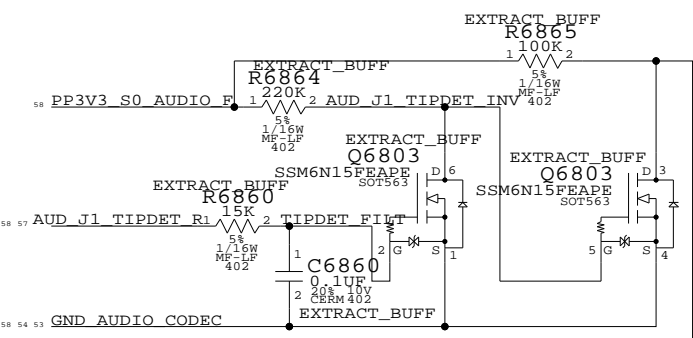 EXTRACT_BUFF
R6865
1 100K 2
5%
1/16W
MF-LF
402
EXTRACT_BUFF
R6864
220K
58 PP3V3_S0_AUDIO_F 1 2 AUD_J1_TIPDET_INV
5%
1/16W
MF-LF
402
EXTRACT_BUFF
Q6803
SSM6N15FEAPE
SOT563
D 6
2 G S 1
EXTRACT_BUFF
Q6803
SSM6N15FEAPE
SOT563
D 3
5 G S 4
EXTRACT_BUFF
R6860
15K
58 57 AUD_J1_TIPDET_R 1 2 TIPDET_FILT
5%
1/16W
MF-LF
402
1
C6860
0.1UF
2 20% 10V
CERM 402
EXTRACT_BUFF
58 54 53 GND_AUDIO_CODEC